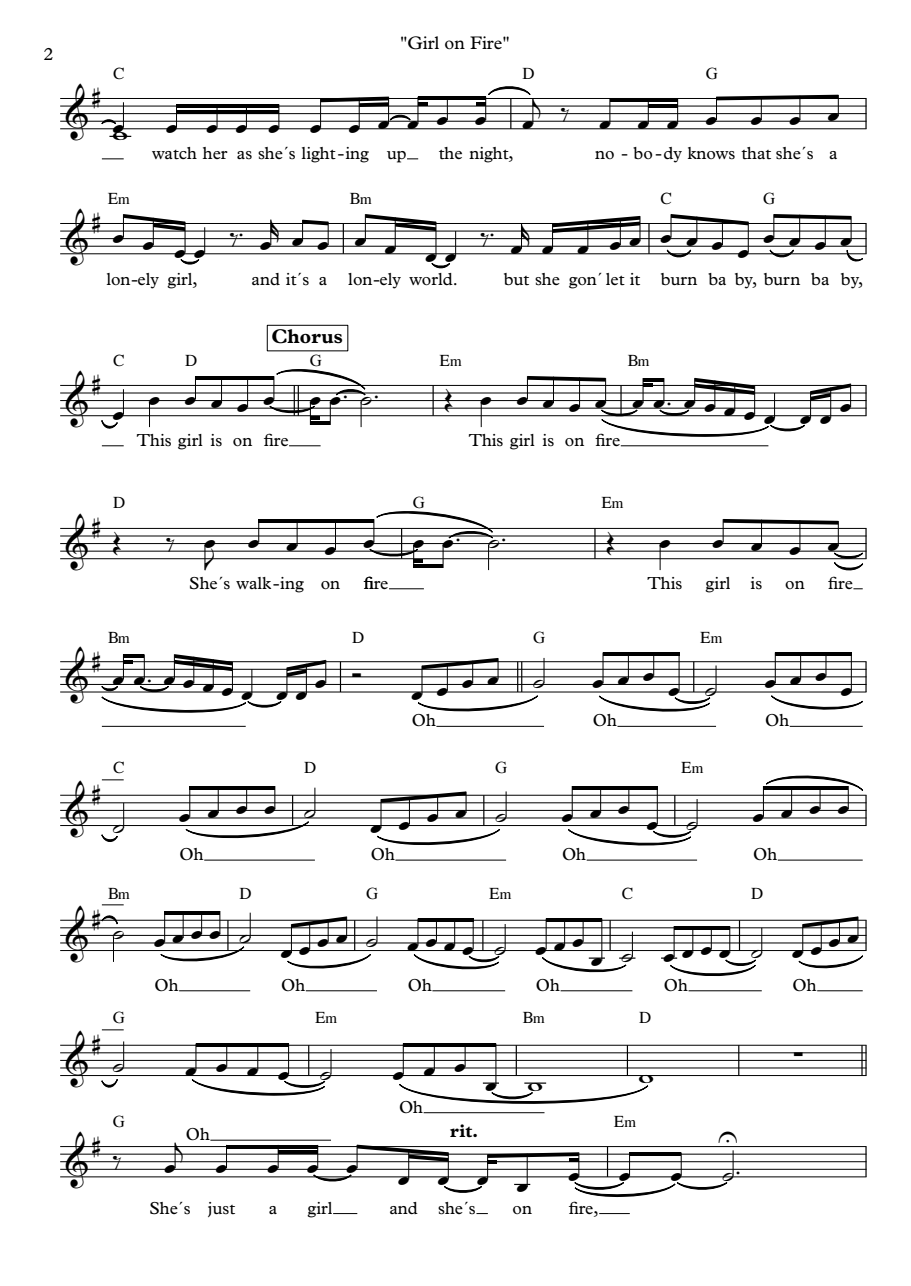 "Girl on Fire"
2
C D G
watch her as she´s light-ing up_ the night, no - bo-dy knows that she´s a
Em Bm C G
lon-ely girl, and it´s a lon-ely world. but she gon´ let it burn ba by, burn ba by,
Chorus
C D G Em Bm
This girl is on fire This girl is on fire
D G Em
She´s walk-ing on fire This girl is on fire
Bm D G Em
Oh Oh Oh
C D G Em
Oh Oh Oh Oh
Bm D G Em C D
Oh Oh Oh Oh Oh Oh
G Em Bm D
Oh
G Oh rit. Em
She´s just a girl and she´s on fire,